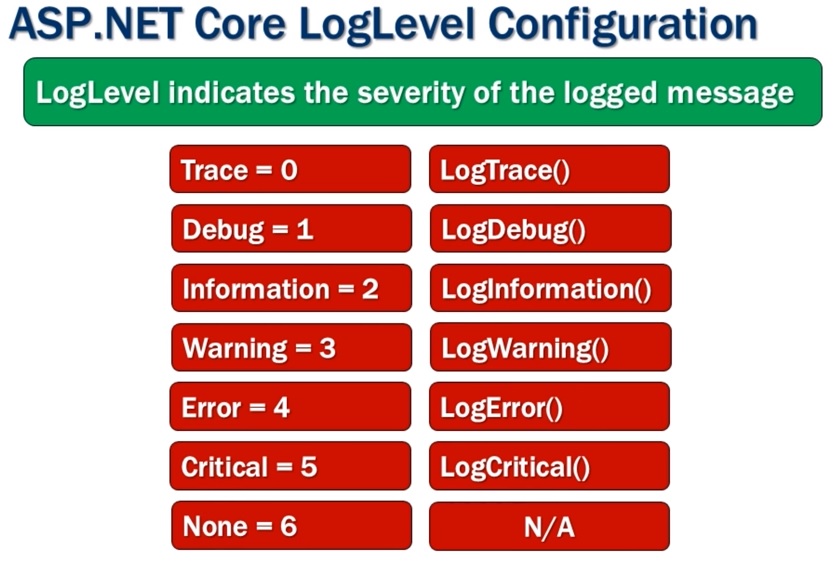 ASP.NET Core LogLevel Configuration
LogLevel indicates the severity of the logged message
Trace = 0 LogTrace()
Debug = 1 LogDebug()
Information = 2 LogInformation()
Warning = 3 LogWarning()
Error = 4 LogError()
Critical = 5 LogCritical()
None = 6 N/A